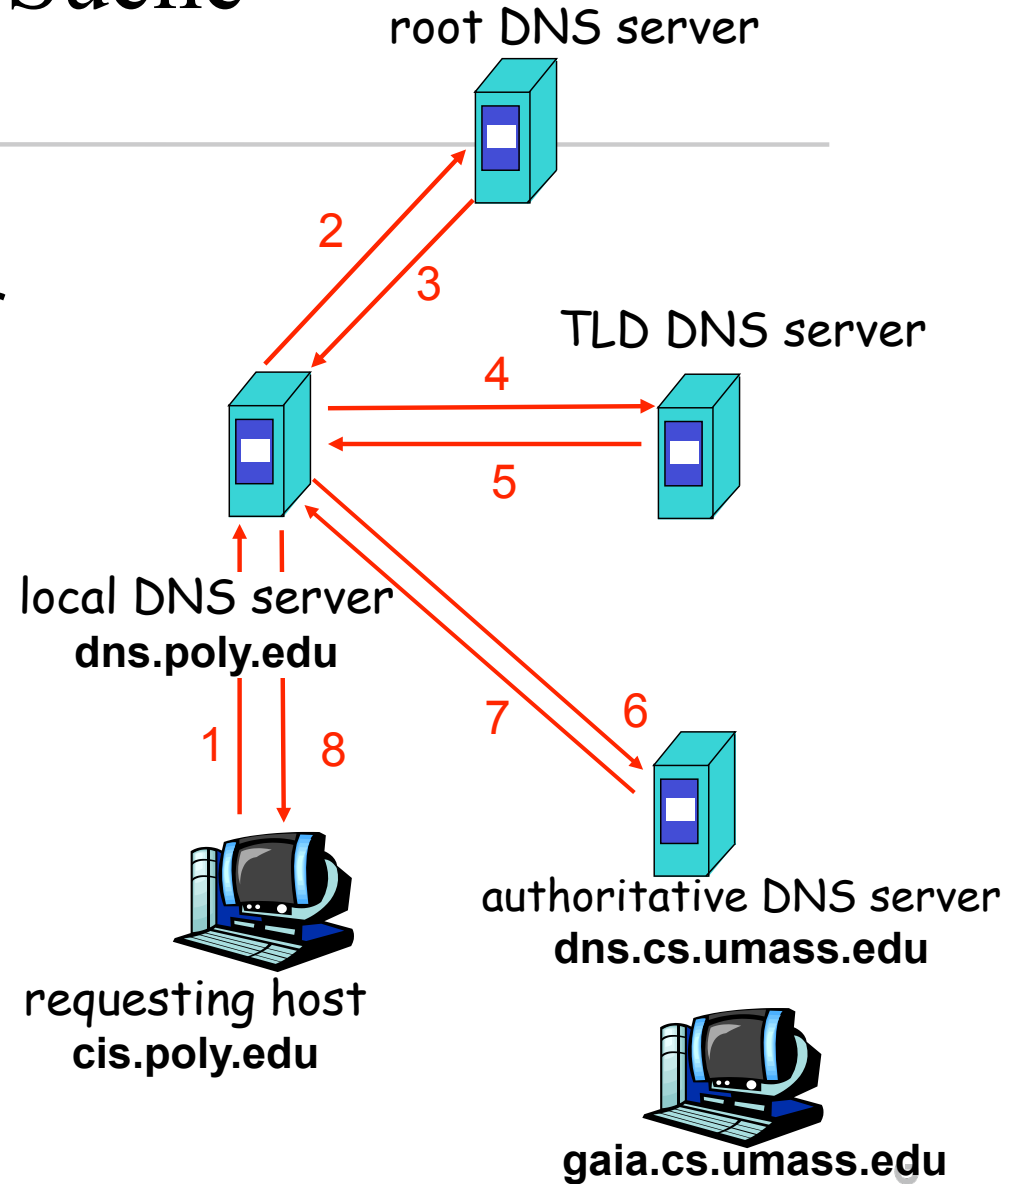 Suche
root DNS server
2
3
TLD DNS server
4
5
local DNS server
dns.poly.edu
1
8
7
6
authoritative DNS server
dns.cs.umass.edu
requesting host
cis.poly.edu
gaia.cs.umass.edu